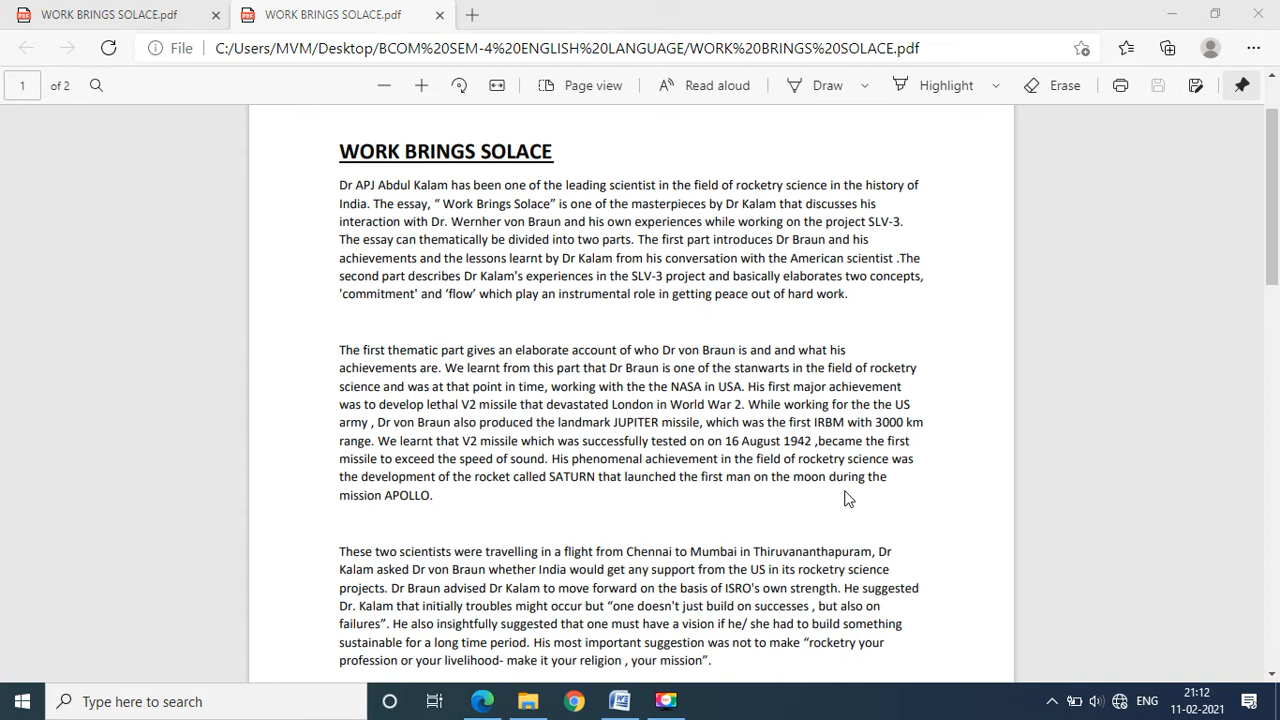 WORK BRINGS SOLACE.pdf
WORK BRINGS SOLACE.pdf
File
C:/Users/MVM/Desktop/BCOM%20SEM-4%20ENGLISH%20LANGUAGE/WORK%20BRINGS%20SOLACE.pdf
1 of 2 Page view Read aloud Draw Highlight Erase
WORK BRINGS SOLACE
Dr APJ Abdul Kalam has been one of the leading scientist in the field of rocketry science in the history of
India. The essay, “ Work Brings Solace” is one of the masterpieces by Dr Kalam that discusses his
interaction with Dr. Wernher von Braun and his own experiences while working on the project SLV-3.
The essay can thematically be divided into two parts. The first part introduces Dr Braun and his
achievements and the lessons learnt by Dr Kalam from his conversation with the American scientist .The
second part describes Dr Kalam's experiences in the SLV-3 project and basically elaborates two concepts,
'commitment' and ‘flow’ which play an instrumental role in getting peace out of hard work.
The first thematic part gives an elaborate account of who Dr von Braun is and and what his
achievements are. We learnt from this part that Dr Braun is one of the stanwarts in the field of rocketry
science and was at that point in time, working with the the NASA in USA. His first major achievement
was to develop lethal V2 missile that devastated London in World War 2. While working for the the US
army , Dr von Braun also produced the landmark JUPITER missile, which was the first IRBM with 3000 km
range. We learnt that V2 missile which was successfully tested on on 16 August 1942 ,became the first
missile to exceed the speed of sound. His phenomenal achievement in the field of rocketry science was
the development of the rocket called SATURN that launched the first man on the moon during the
mission APOLLO.
These two scientists were travelling in a flight from Chennai to Mumbai in Thiruvananthapuram, Dr
Kalam asked Dr von Braun whether India would get any support from the US in its rocketry science
projects. Dr Braun advised Dr Kalam to move forward on the basis of ISRO's own strength. He suggested
Dr. Kalam that initially troubles might occur but “one doesn't just build on successes , but also on
failures”. He also insightfully suggested that one must have a vision if he/ she had to build something
sustainable for a long time period. His most important suggestion was not to make “rocketry your
profession or your livelihood- make it your religion , your mission”.
Type here to search
ENG
21:12
11-02-2021